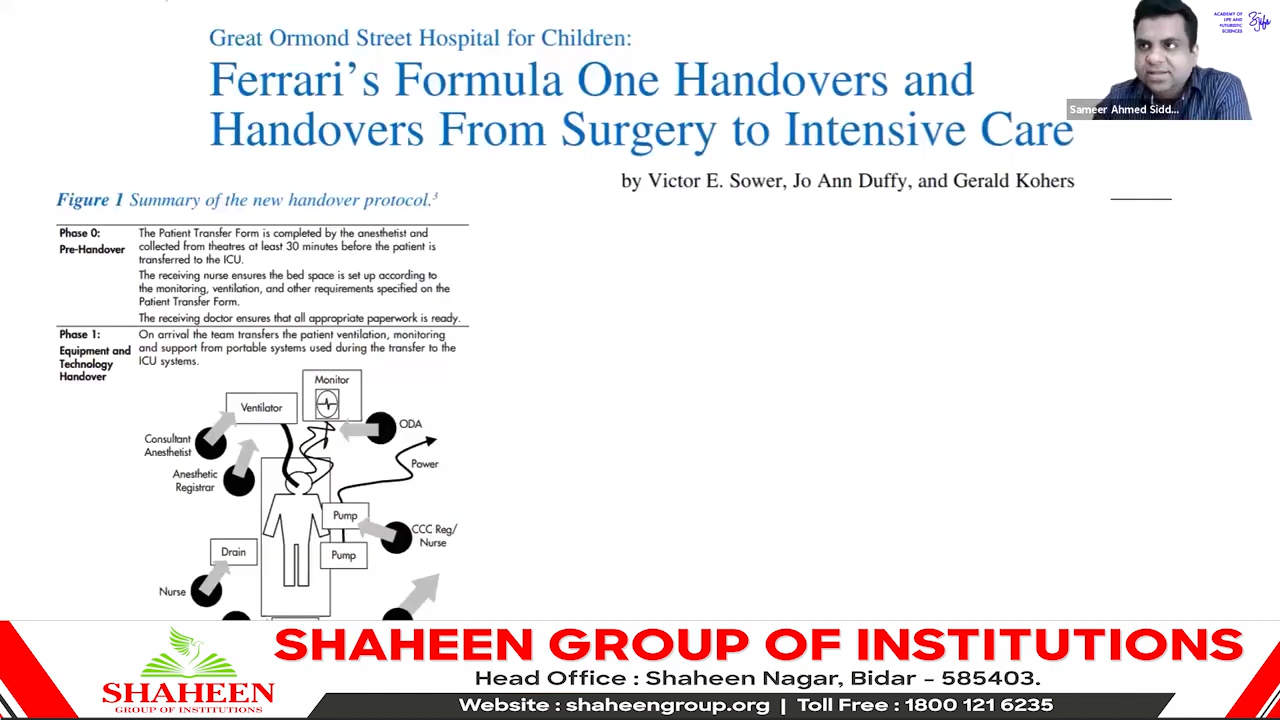 Great Ormond Street Hospital for Children:
Ferrari's Formula One Handovers and
Handovers From Surgery to Intensive Care
by Victor E. Sower, Jo Ann Duffy, and Gerald Kohers
ACADEMY OF
LIFE AND
FUTURISTIC
SCIENCES
Sameer Ahmed Sidd...
Figure 1 Summary of the new handover protocol.3
Phase 0:
Pre-Handover
The Patient Transfer Form is completed by the anesthetist and
collected from theatres at least 30 minutes before the patient is
transferred to the ICU.
The receiving nurse ensures the bed space is set up according to
the monitoring, ventilation, and other requirements specified on the
Patient Transfer Form.
The receiving doctor ensures that all appropriate paperwork is ready.
Phase 1:
Equipment and
Technology
Handover
On arrival the team transfers the patient ventilation, monitoring
and support from portable systems used during the transfer to the
ICU systems.
Monitor
Ventilator
ODA
Consultant
Anesthetist
Power
Anesthetic
Registrar
Pump
CCC Reg/
Nurse
Drain
Pump
Nurse
SHAHEEN
GROUP OF INSTITUTIONS
SHAHEEN GROUP OF INSTITUTIONS
Head Office : Shaheen Nagar, Bidar - 585403.
Website : shaheengroup.org | Toll Free : 1800 121 6235